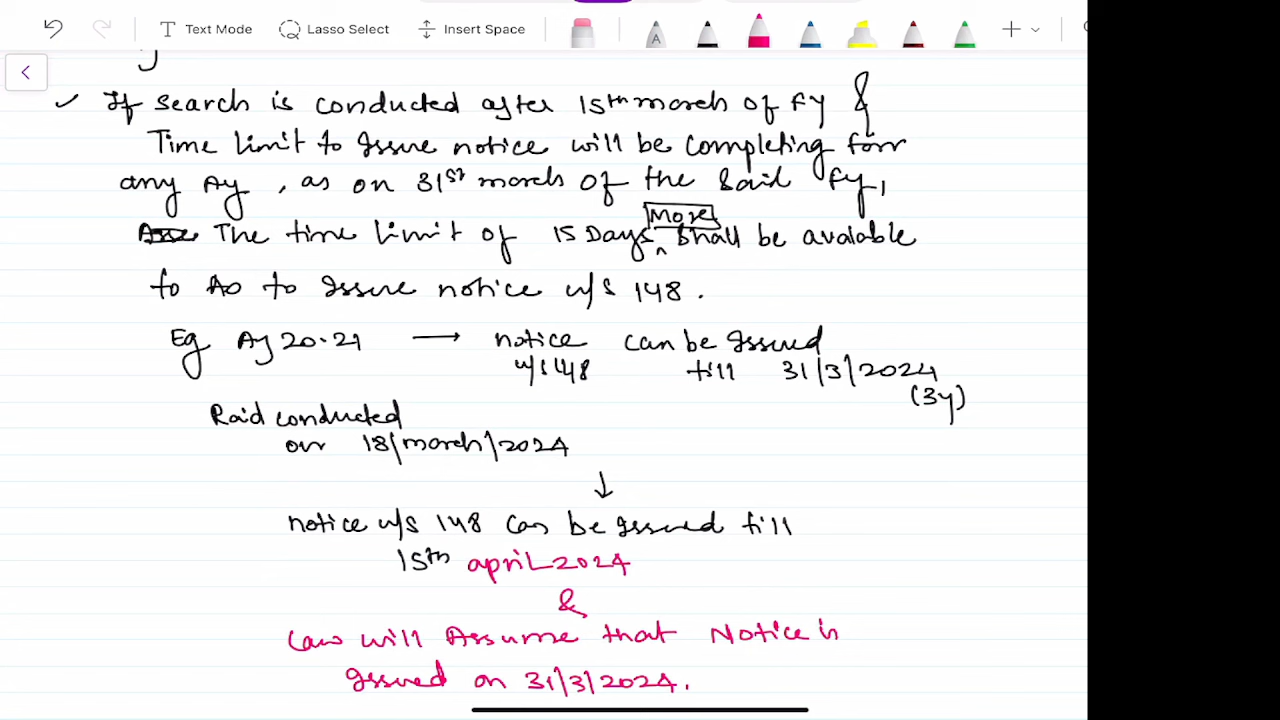 Text Mode Lasso Select Insert Space
If search is conducted after 15th march of FY &
Time limit to Issue notice will be completing for
any Ay, as on 31st march of the said Fy,
More
The time limit of 15 Days shall be avalable
to AO to Issue notice u/s 148.
Eg Ay 20-21 → notice can be Issued
u/s 148 till 31/3/2024
(3y)
Raid conducted
on 18/march/2024
↓
notice u/s 148 can be Issued till
15th april 2024
&
Law will Assume that Notice is
Issued on 31/3/2024.